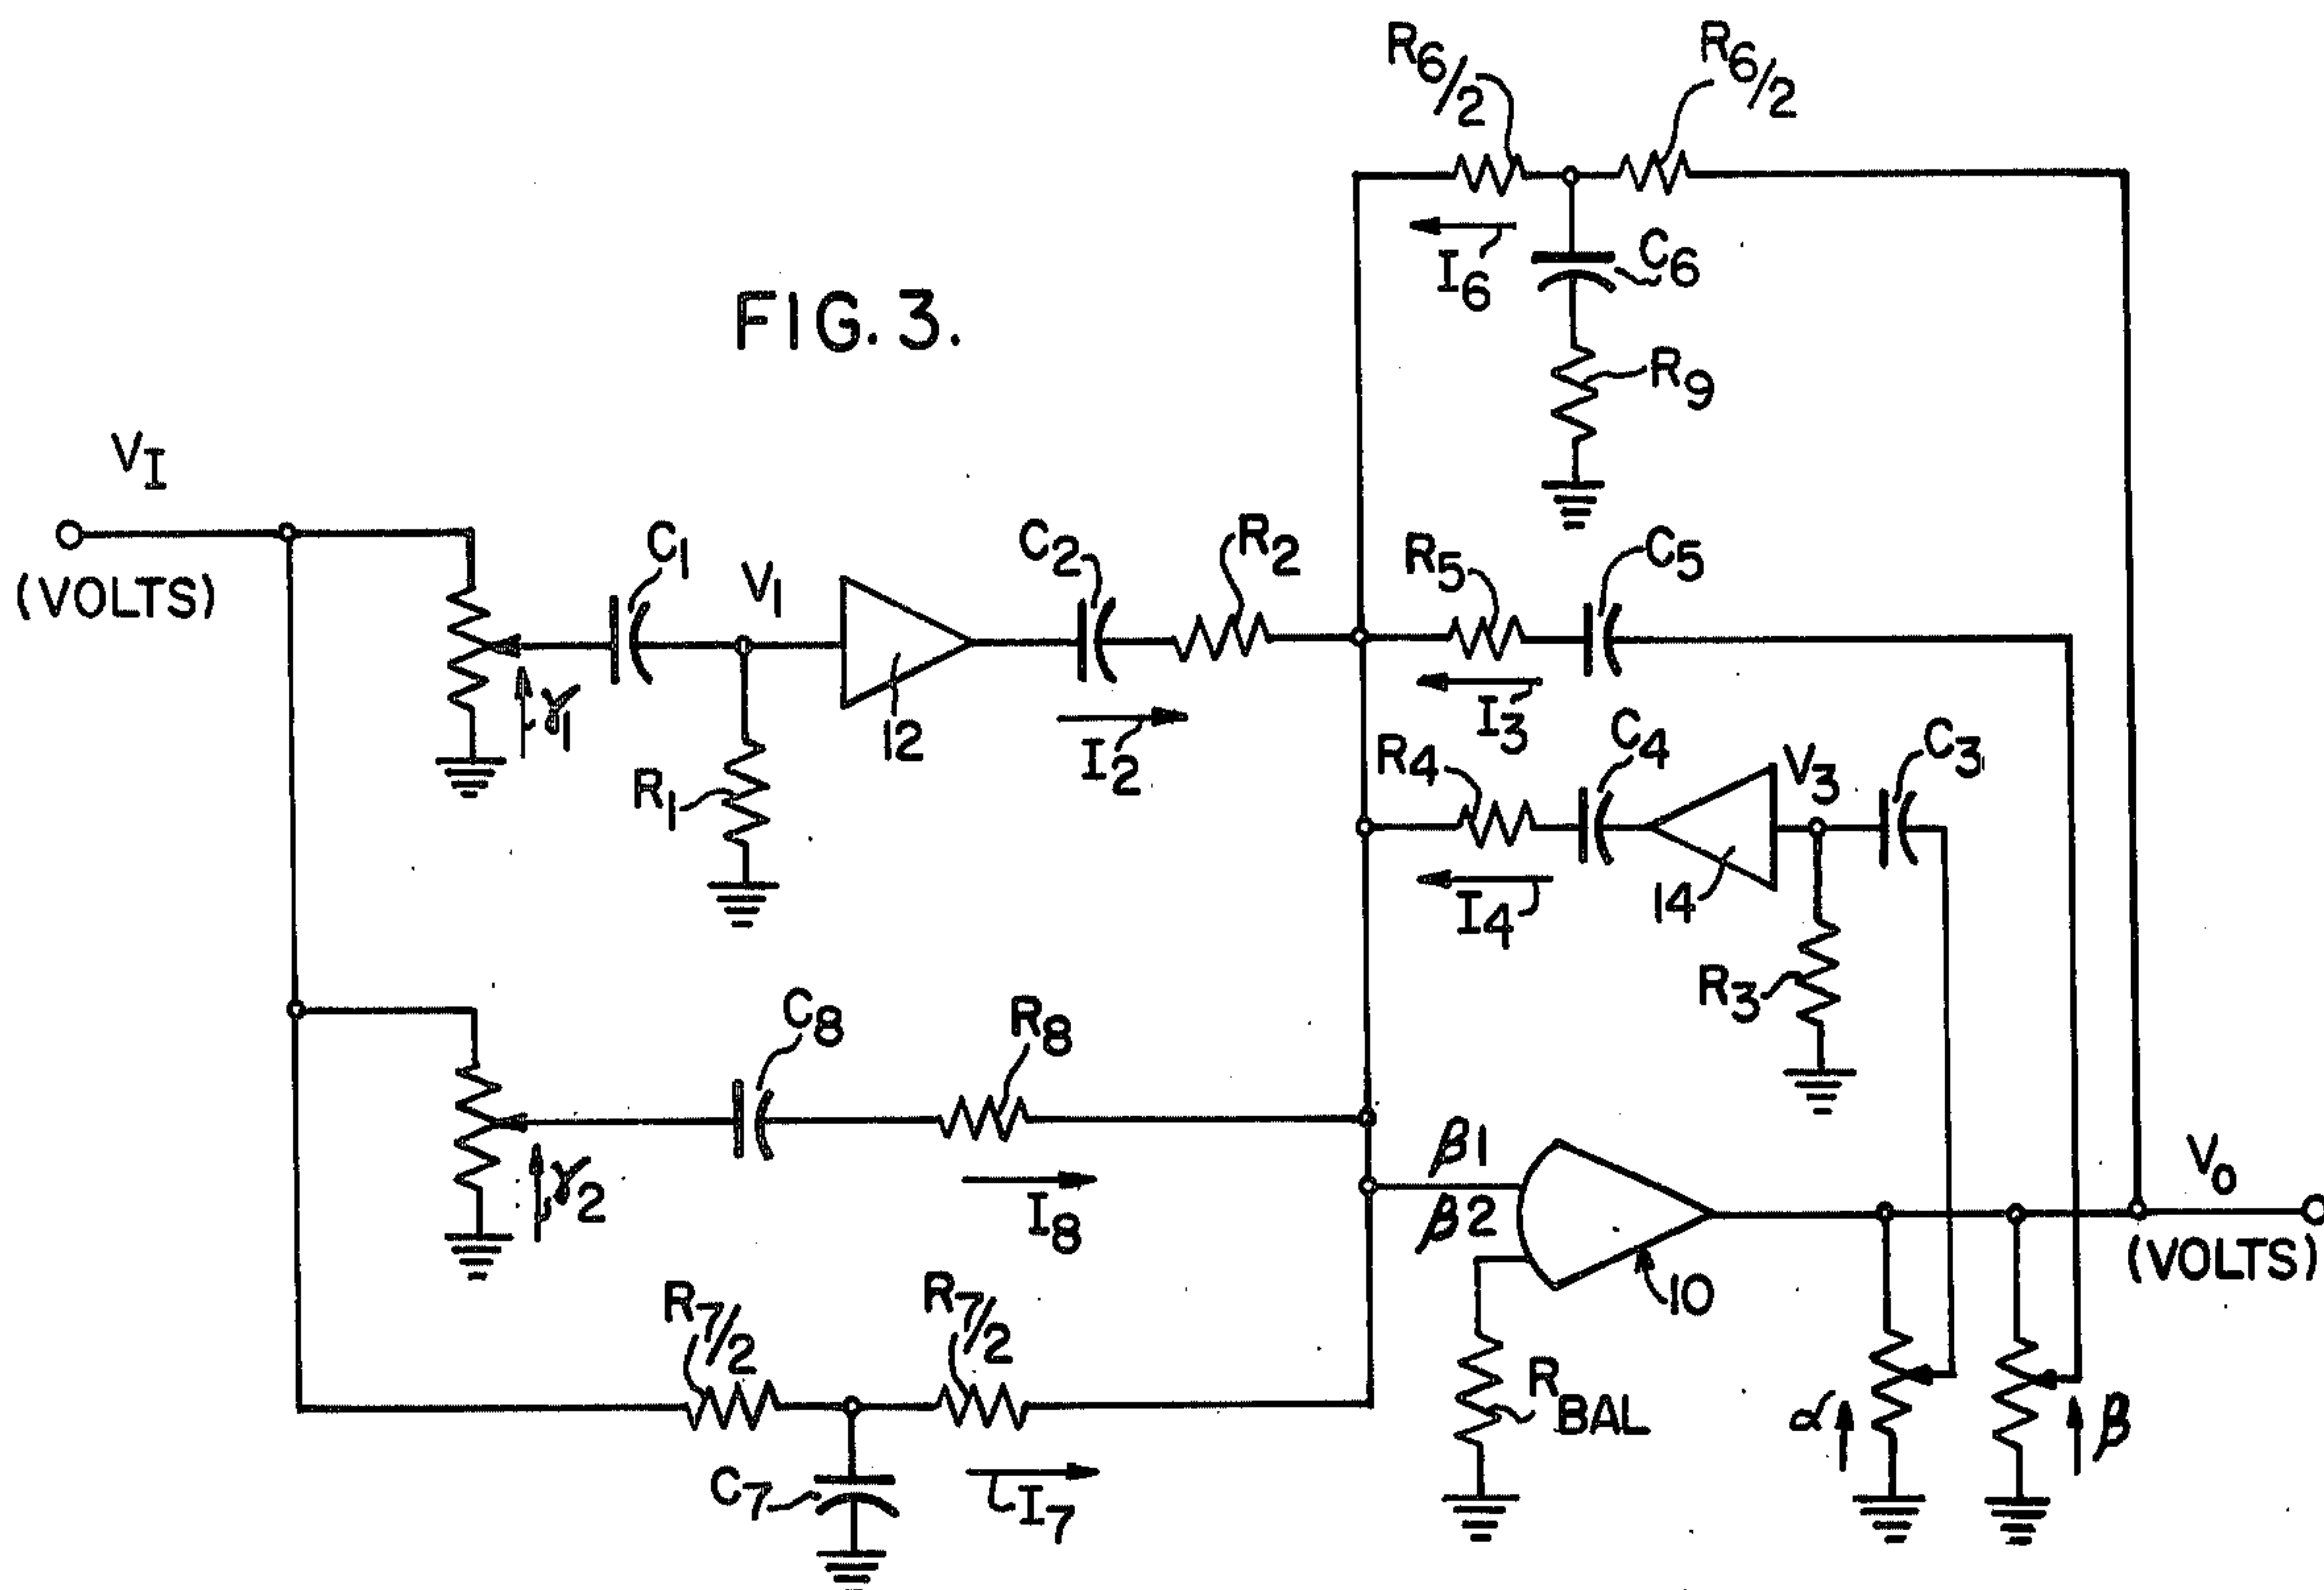 R6/2
R6/2
I6
C6
FIG. 3.
R9
VI
(VOLTS)
C1
V1
C2
R2
R5
C5
γ1
R1
12
I2
I3
R4
C4
V3
C3
I4
14
R3
C8
R8
γ2
I8
β1
β2
10
VO
(VOLTS)
R7/2
R7/2
C7
I7
RBAL
α
β